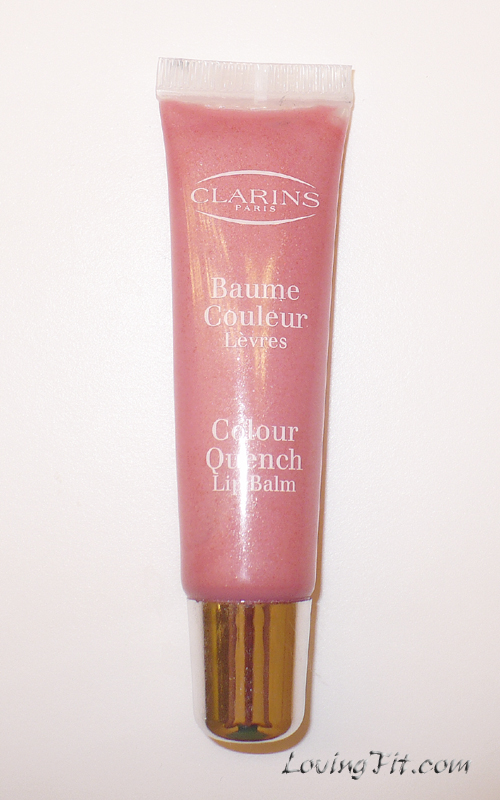 CLARINS
PARIS
Baume
Couleur
Lèvres
Colour
Quench
Lip Balm
LovingFit.com